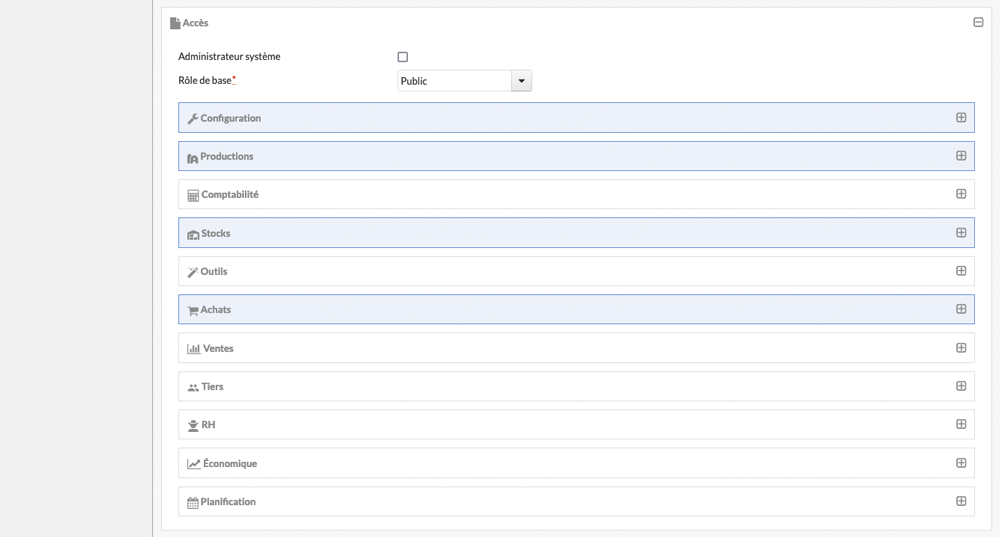 Accès
Administrateur système
Rôle de base*
Public
Configuration
Productions
Comptabilité
Stocks
Outils
Achats
Ventes
Tiers
RH
Économique
Planification